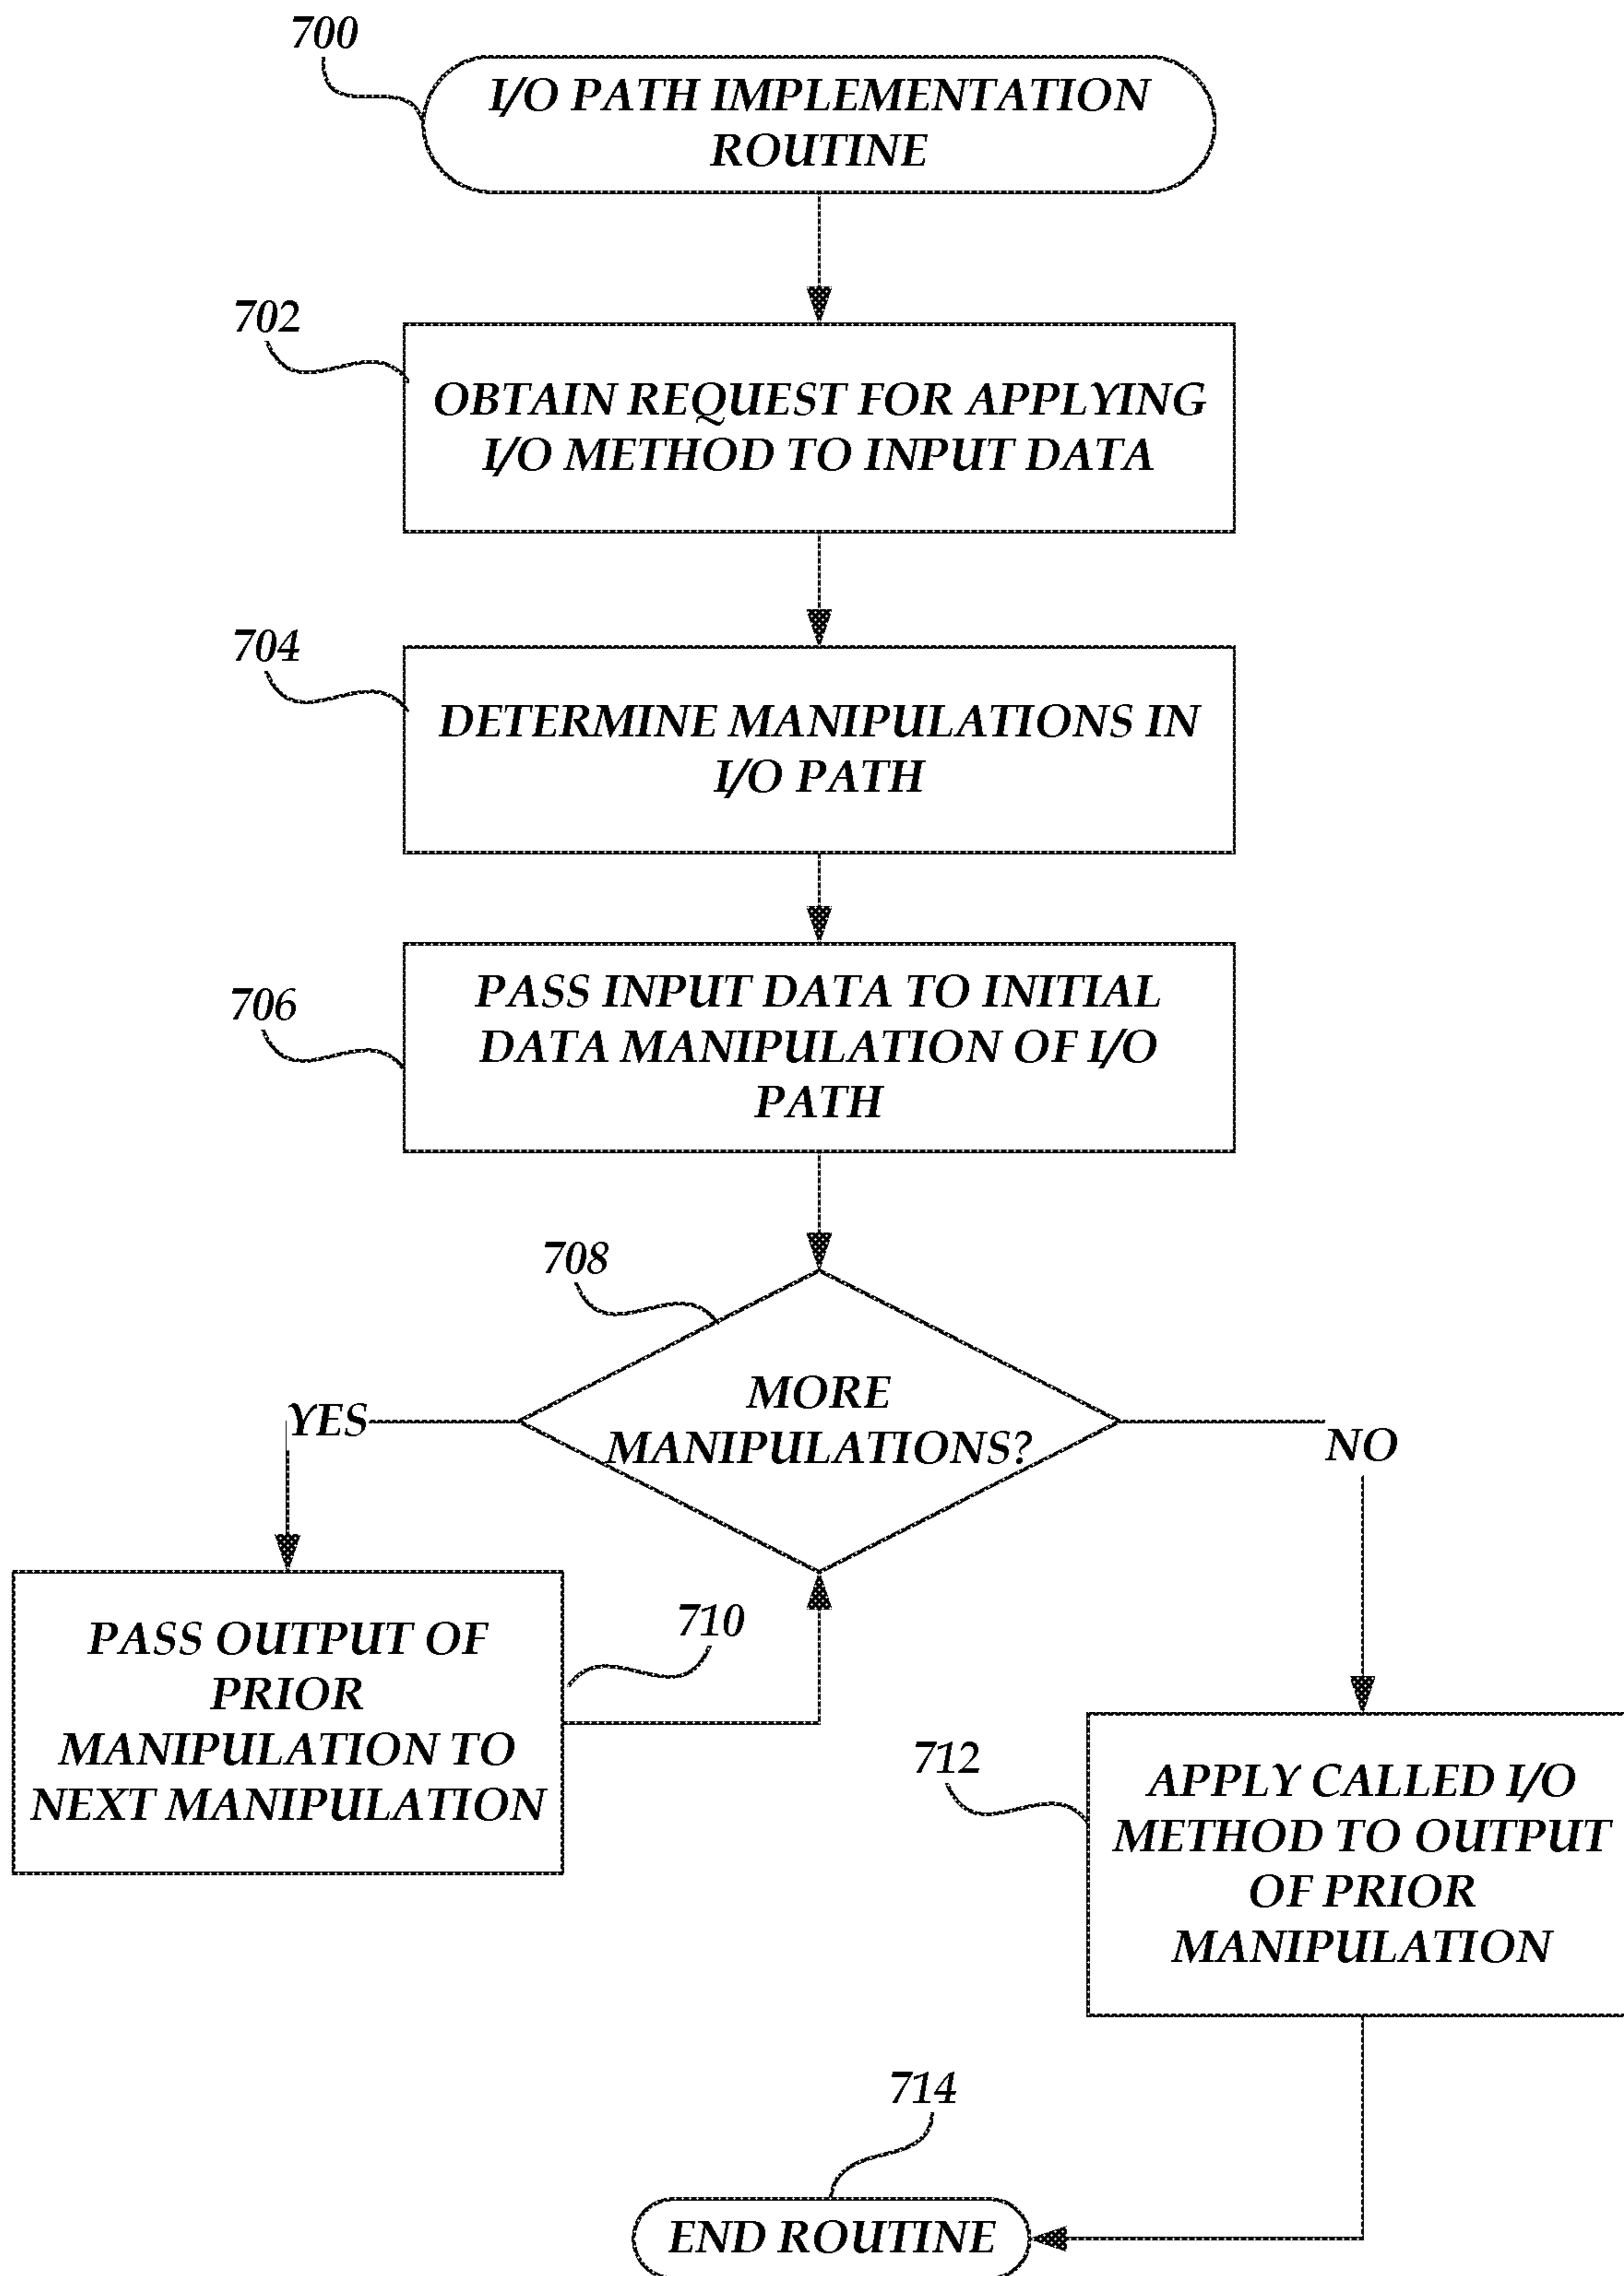 700
I/O PATH IMPLEMENTATION
ROUTINE
702
OBTAIN REQUEST FOR APPLYING
I/O METHOD TO INPUT DATA
704
DETERMINE MANIPULATIONS IN
I/O PATH
706
PASS INPUT DATA TO INITIAL
DATA MANIPULATION OF I/O
PATH
708
MORE
MANIPULATIONS?
YES
NO
PASS OUTPUT OF
PRIOR
MANIPULATION TO
NEXT MANIPULATION
710
712
APPLY CALLED I/O
METHOD TO OUTPUT
OF PRIOR
MANIPULATION
714
END ROUTINE